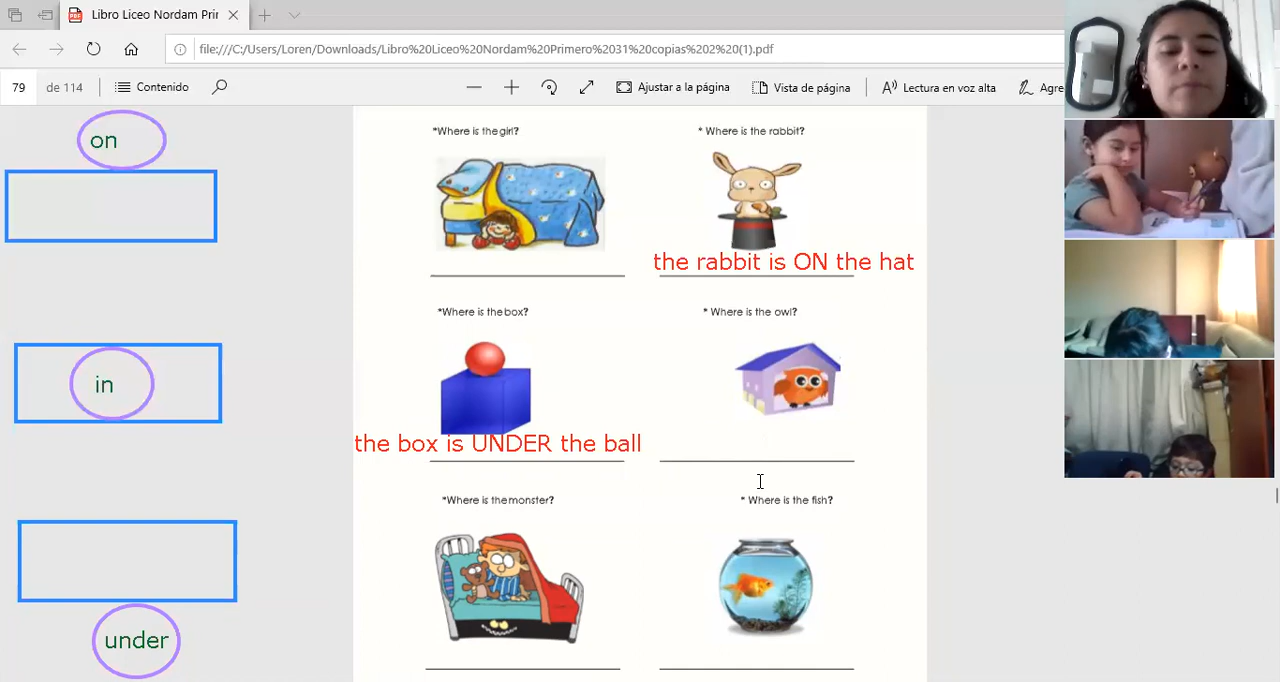 Libro Liceo Nordam Prir
file:///C:/Users/Loren/Downloads/Libro%20Liceo%20Nordam%20Primero%2031%20copias%202%20(1).pdf
79 de 114 Contenido Ajustar a la página Vista de página Lectura en voz alta Agre
on
in
under
*Where is the girl? * Where is the rabbit?
the rabbit is ON the hat
*Where is the box? * Where is the owl?
the box is UNDER the ball
*Where is the monster? * Where is the fish?